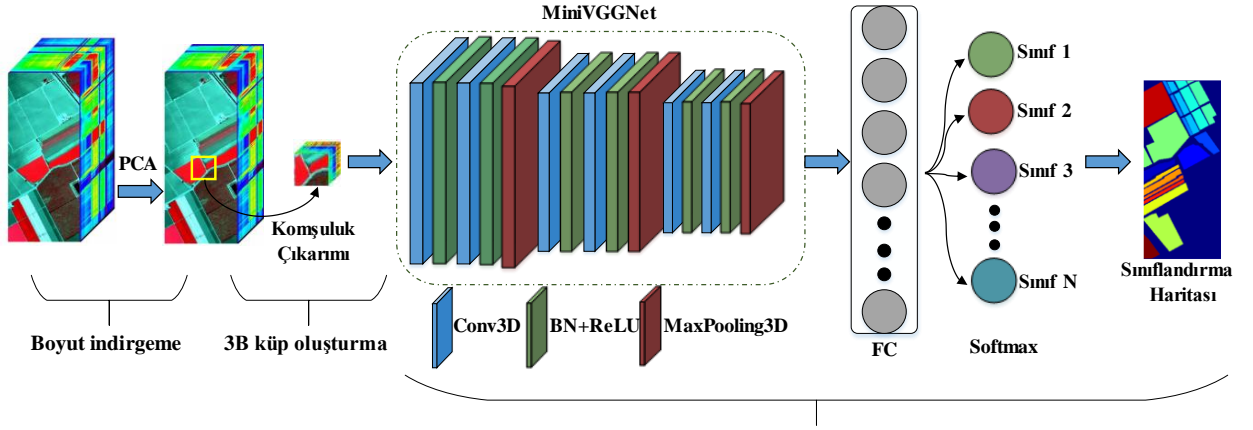 MiniVGGNet
PCA
Komşuluk
Çıkarımı
Boyut indirgeme
3B küp oluşturma
Conv3D
BN+ReLU
MaxPooling3D
FC
Sınıf 1
Sınıf 2
Sınıf 3
Sınıf N
Softmax
Sınıflandırma
Haritası